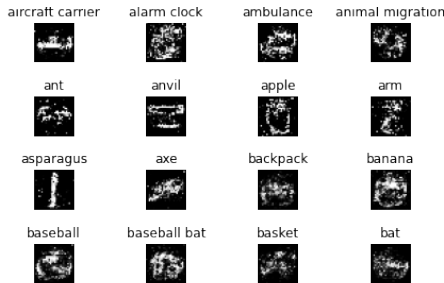 aircraft carrier alarm clock ambulance animal migration
ant anvil apple arm
asparagus axe backpack banana
baseball baseball bat basket bat